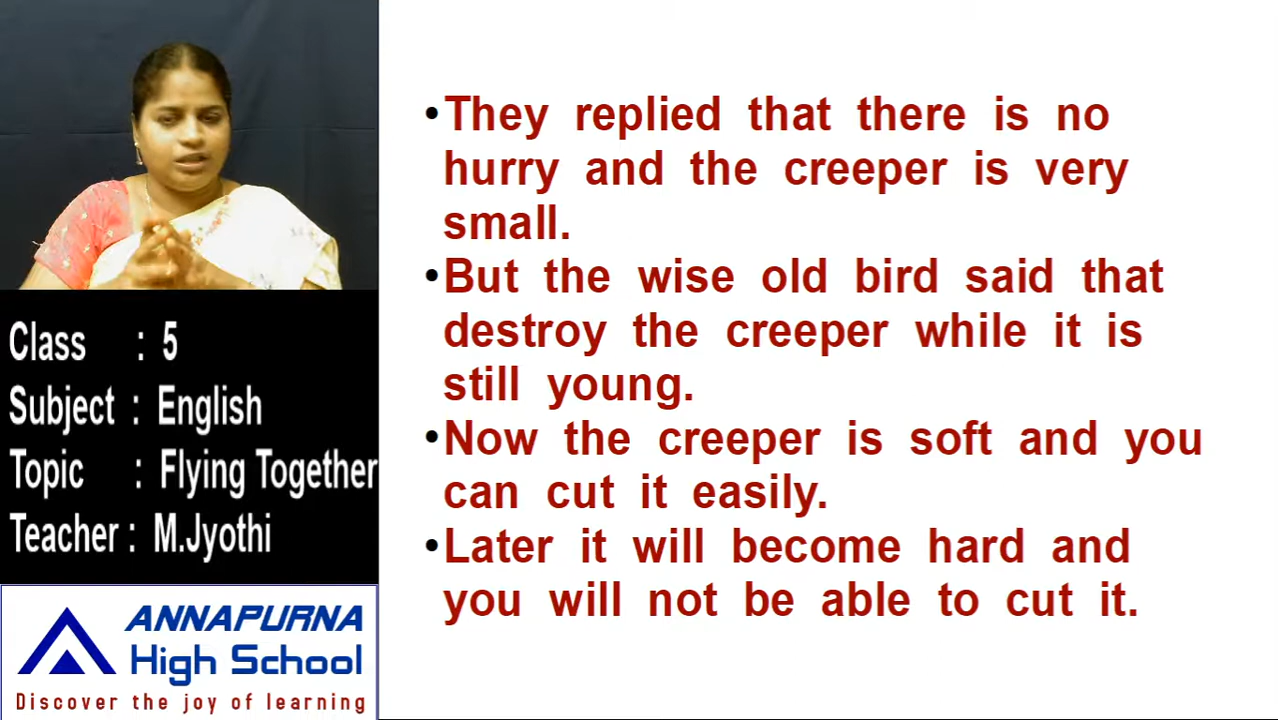 •They replied that there is no
hurry and the creeper is very
small.
•But the wise old bird said that
destroy the creeper while it is
still young.
•Now the creeper is soft and you
can cut it easily.
•Later it will become hard and
you will not be able to cut it.
Class : 5
Subject : English
Topic : Flying Together
Teacher : M.Jyothi
ANNAPURNA
High School
Discover the joy of learning